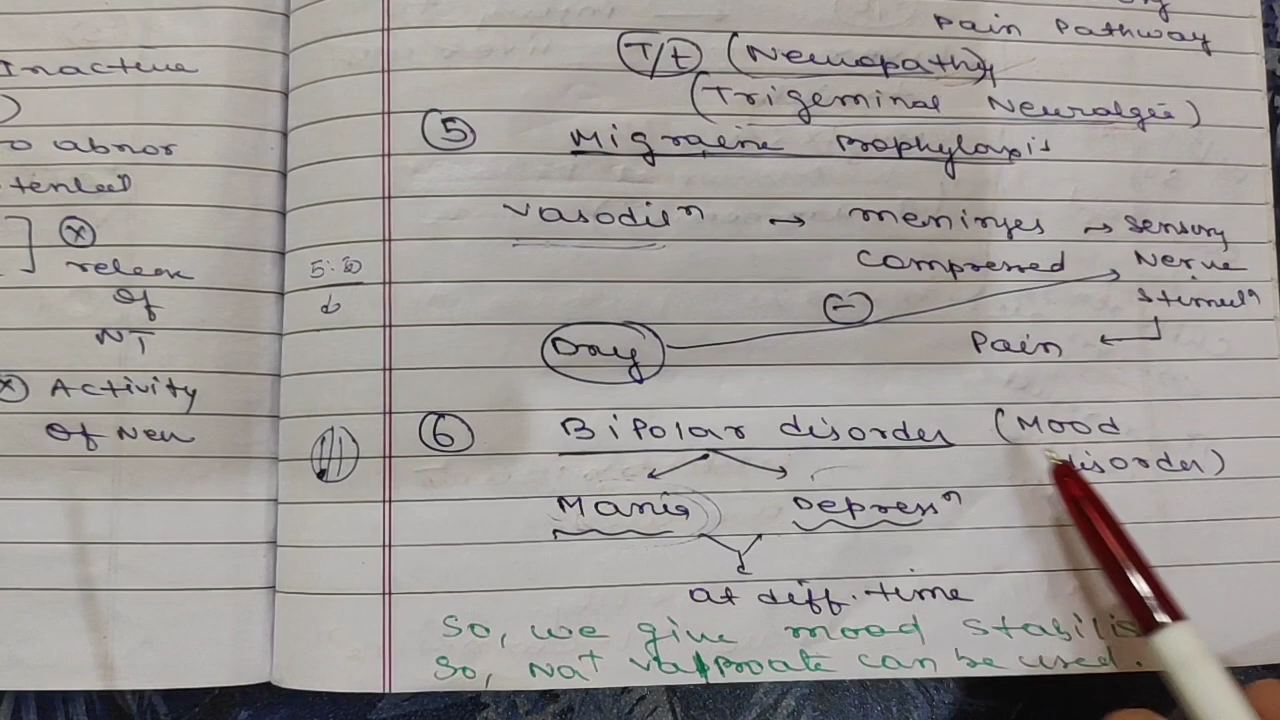 Inactive
)
o abnor
tential
] ⓧ
release
of
NT
ⓧ Activity
Of Neu
5:30
Pain Pathway
T/t (Neuropathy)
(Trigeminal Neuralgia)
⑤ Migraine prophylaxis
vasodilⁿ → meninges → sensory
compressed Nerve
stimulⁿ
⊖
Drug
Pain ←
⑥ Bipolar disorder (Mood
disorder)
Mania Depressⁿ
at diff. time
So, we give mood stabilis
So, Na⁺ valproate can be used.